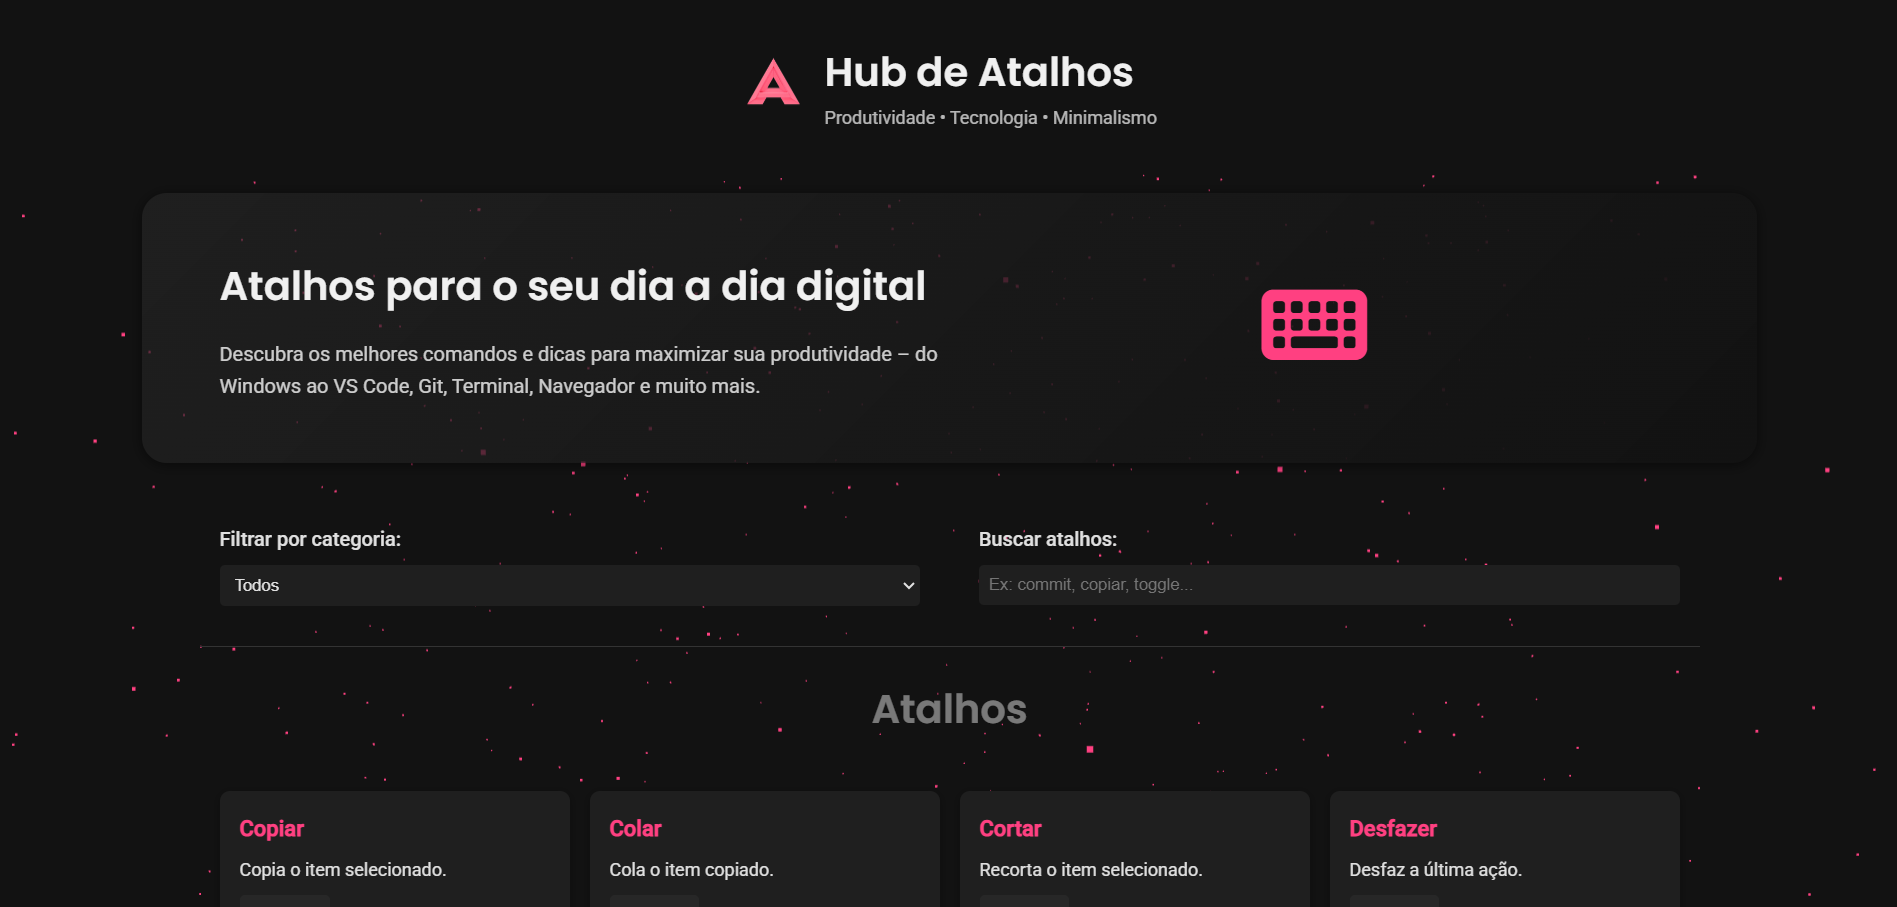 Hub de Atalhos
Produtividade • Tecnologia • Minimalismo
Atalhos para o seu dia a dia digital
Descubra os melhores comandos e dicas para maximizar sua produtividade – do
Windows ao VS Code, Git, Terminal, Navegador e muito mais.
Filtrar por categoria:
Todos
Buscar atalhos:
Ex: commit, copiar, toggle...
Atalhos
Copiar
Copia o item selecionado.
Colar
Cola o item copiado.
Cortar
Recorta o item selecionado.
Desfazer
Desfaz a última ação.